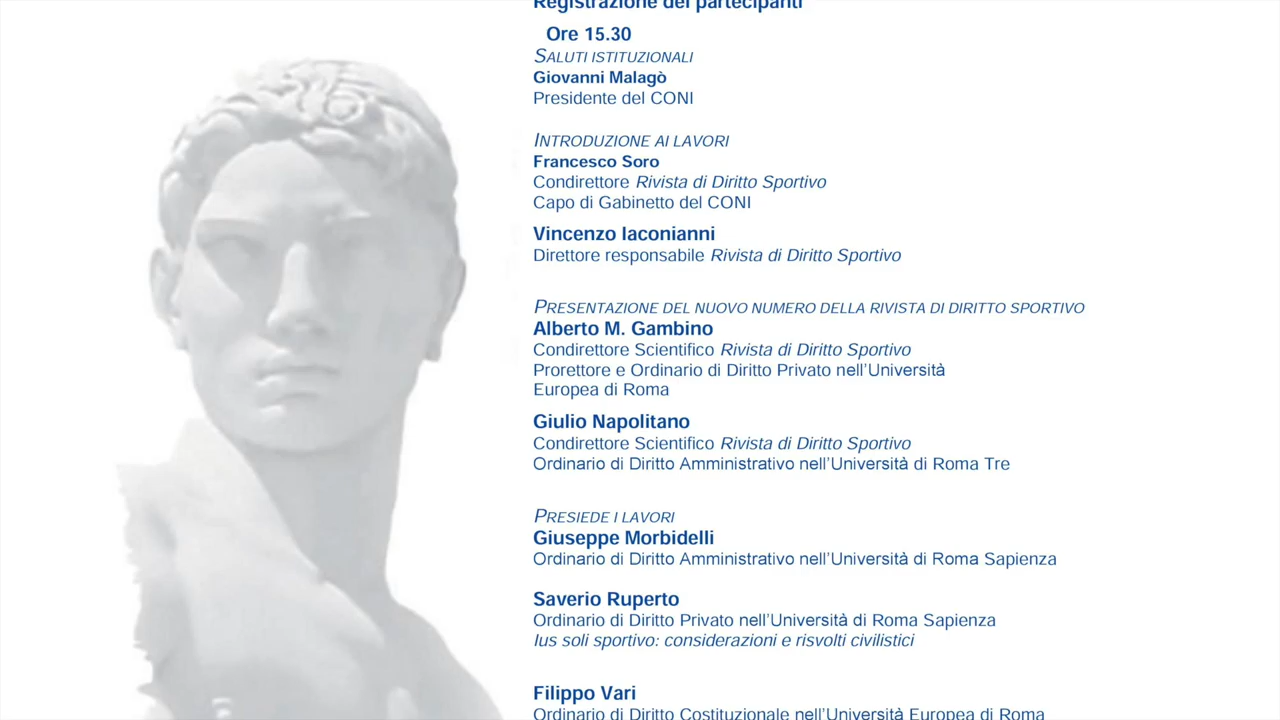 Registrazione dei partecipanti
Ore 15.30
SALUTI ISTITUZIONALI
Giovanni Malagò
Presidente del CONI
INTRODUZIONE AI LAVORI
Francesco Soro
Condirettore Rivista di Diritto Sportivo
Capo di Gabinetto del CONI
Vincenzo Iaconianni
Direttore responsabile Rivista di Diritto Sportivo
PRESENTAZIONE DEL NUOVO NUMERO DELLA RIVISTA DI DIRITTO SPORTIVO
Alberto M. Gambino
Condirettore Scientifico Rivista di Diritto Sportivo
Prorettore e Ordinario di Diritto Privato nell’Università
Europea di Roma
Giulio Napolitano
Condirettore Scientifico Rivista di Diritto Sportivo
Ordinario di Diritto Amministrativo nell’Università di Roma Tre
PRESIEDE I LAVORI
Giuseppe Morbidelli
Ordinario di Diritto Amministrativo nell’Università di Roma Sapienza
Saverio Ruperto
Ordinario di Diritto Privato nell’Università di Roma Sapienza
Ius soli sportivo: considerazioni e risvolti civilistici
Filippo Vari
Ordinario di Diritto Costituzionale nell’Università Europea di Roma